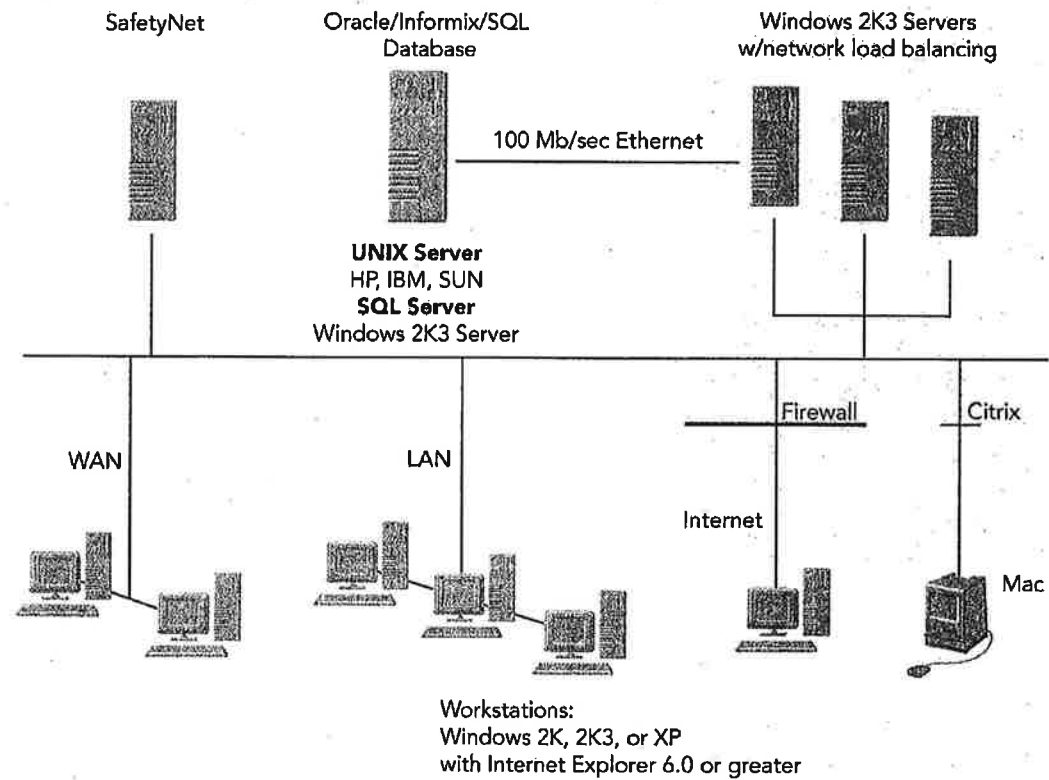 SafetyNet
Oracle/Informix/SQL
Database
Windows 2K3 Servers
w/network load balancing
100 Mb/sec Ethernet
UNIX Server
HP, IBM, SUN
SQL Server
Windows 2K3 Server
Firewall
Citrix
WAN
LAN
Internet
Mac
Workstations:
Windows 2K, 2K3, or XP
with Internet Explorer 6.0 or greater